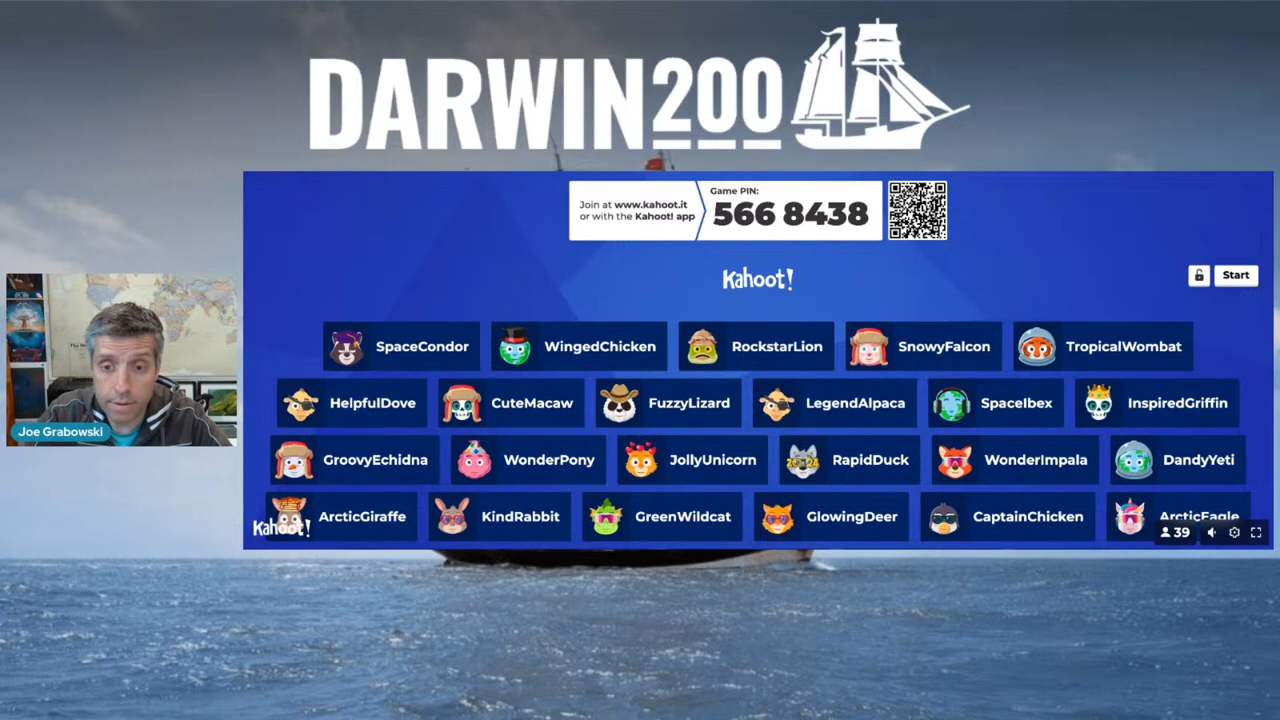 DARWIN200
Join at www.kahoot.it
or with the Kahoot! app
Game PIN:
566 8438
Kahoot!
Start
SpaceCondor
WingedChicken
RockstarLion
SnowyFalcon
TropicalWombat
HelpfulDove
CuteMacaw
FuzzyLizard
LegendAlpaca
SpaceIbex
InspiredGriffin
GroovyEchidna
WonderPony
JollyUnicorn
RapidDuck
WonderImpala
DandyYeti
ArcticGiraffe
KindRabbit
GreenWildcat
GlowingDeer
CaptainChicken
ArcticEagle
Kahoot!
39
Joe Grabowski